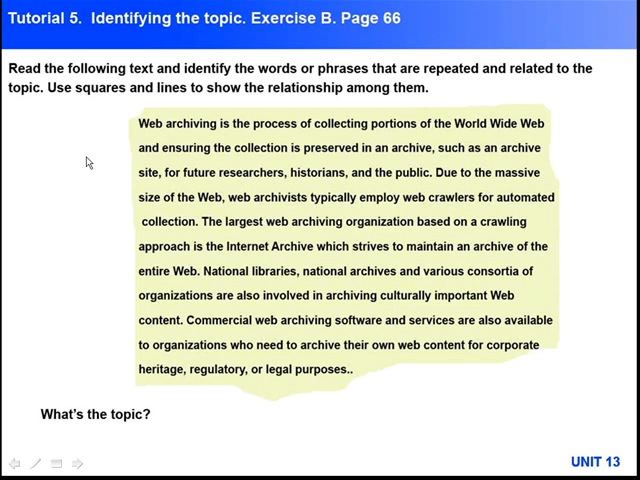 Tutorial 5. Identifying the topic. Exercise B. Page 66
Read the following text and identify the words or phrases that are repeated and related to the
topic. Use squares and lines to show the relationship among them.
Web archiving is the process of collecting portions of the World Wide Web
and ensuring the collection is preserved in an archive, such as an archive
site, for future researchers, historians, and the public. Due to the massive
size of the Web, web archivists typically employ web crawlers for automated
collection. The largest web archiving organization based on a crawling
approach is the Internet Archive which strives to maintain an archive of the
entire Web. National libraries, national archives and various consortia of
organizations are also involved in archiving culturally important Web
content. Commercial web archiving software and services are also available
to organizations who need to archive their own web content for corporate
heritage, regulatory, or legal purposes..
What's the topic?
UNIT 13